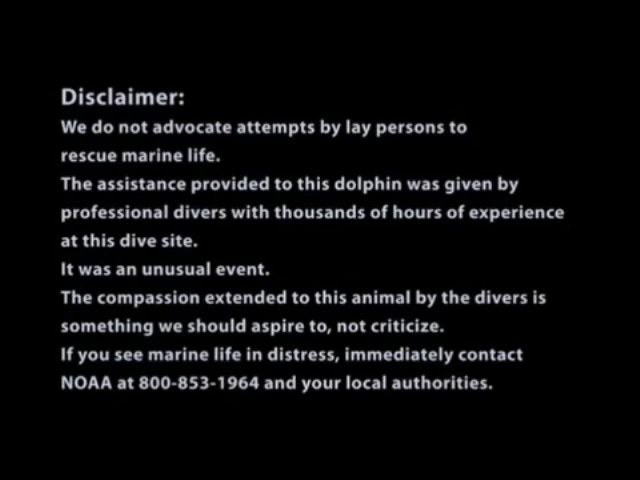 Disclaimer:
We do not advocate attempts by lay persons to
rescue marine life.
The assistance provided to this dolphin was given by
professional divers with thousands of hours of experience
at this dive site.
It was an unusual event.
The compassion extended to this animal by the divers is
something we should aspire to, not criticize.
If you see marine life in distress, immediately contact
NOAA at 800-853-1964 and your local authorities.